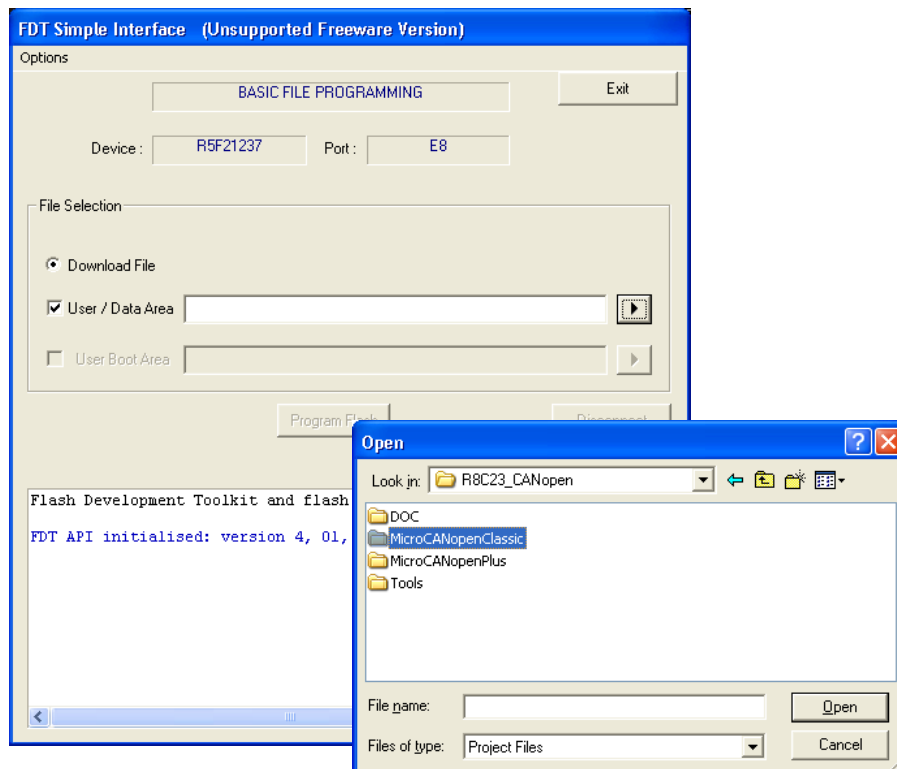 FDT Simple Interface (Unsupported Freeware Version)
Options
BASIC FILE PROGRAMMING
Exit
Device :
R5F21237
Port :
E8
File Selection
Download File
User / Data Area
User Boot Area
Program Flash
Disconnect
Flash Development Toolkit and flash
FDT API initialised: version 4, 01,
Open
Look in:
R8C23_CANopen
DOC
MicroCANopenClassic
MicroCANopenPlus
Tools
File name:
Open
Files of type:
Project Files
Cancel